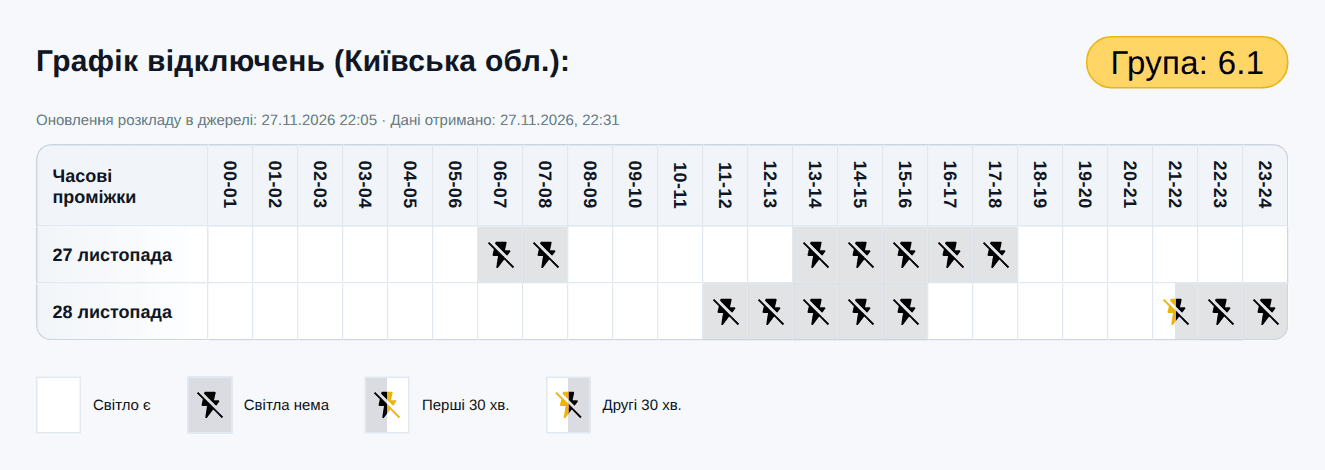 Графік відключень (Київська обл.):
Група: 6.1
Оновлення розкладу в джерелі: 27.11.2026 22:05 · Дані отримано: 27.11.2026, 22:31
Часові
проміжки
00-01
01-02
02-03
03-04
04-05
05-06
06-07
07-08
08-09
09-10
10-11
11-12
12-13
13-14
14-15
15-16
16-17
17-18
18-19
19-20
20-21
21-22
22-23
23-24
27 листопада
28 листопада
Світло є
Світла нема
Перші 30 хв.
Другі 30 хв.